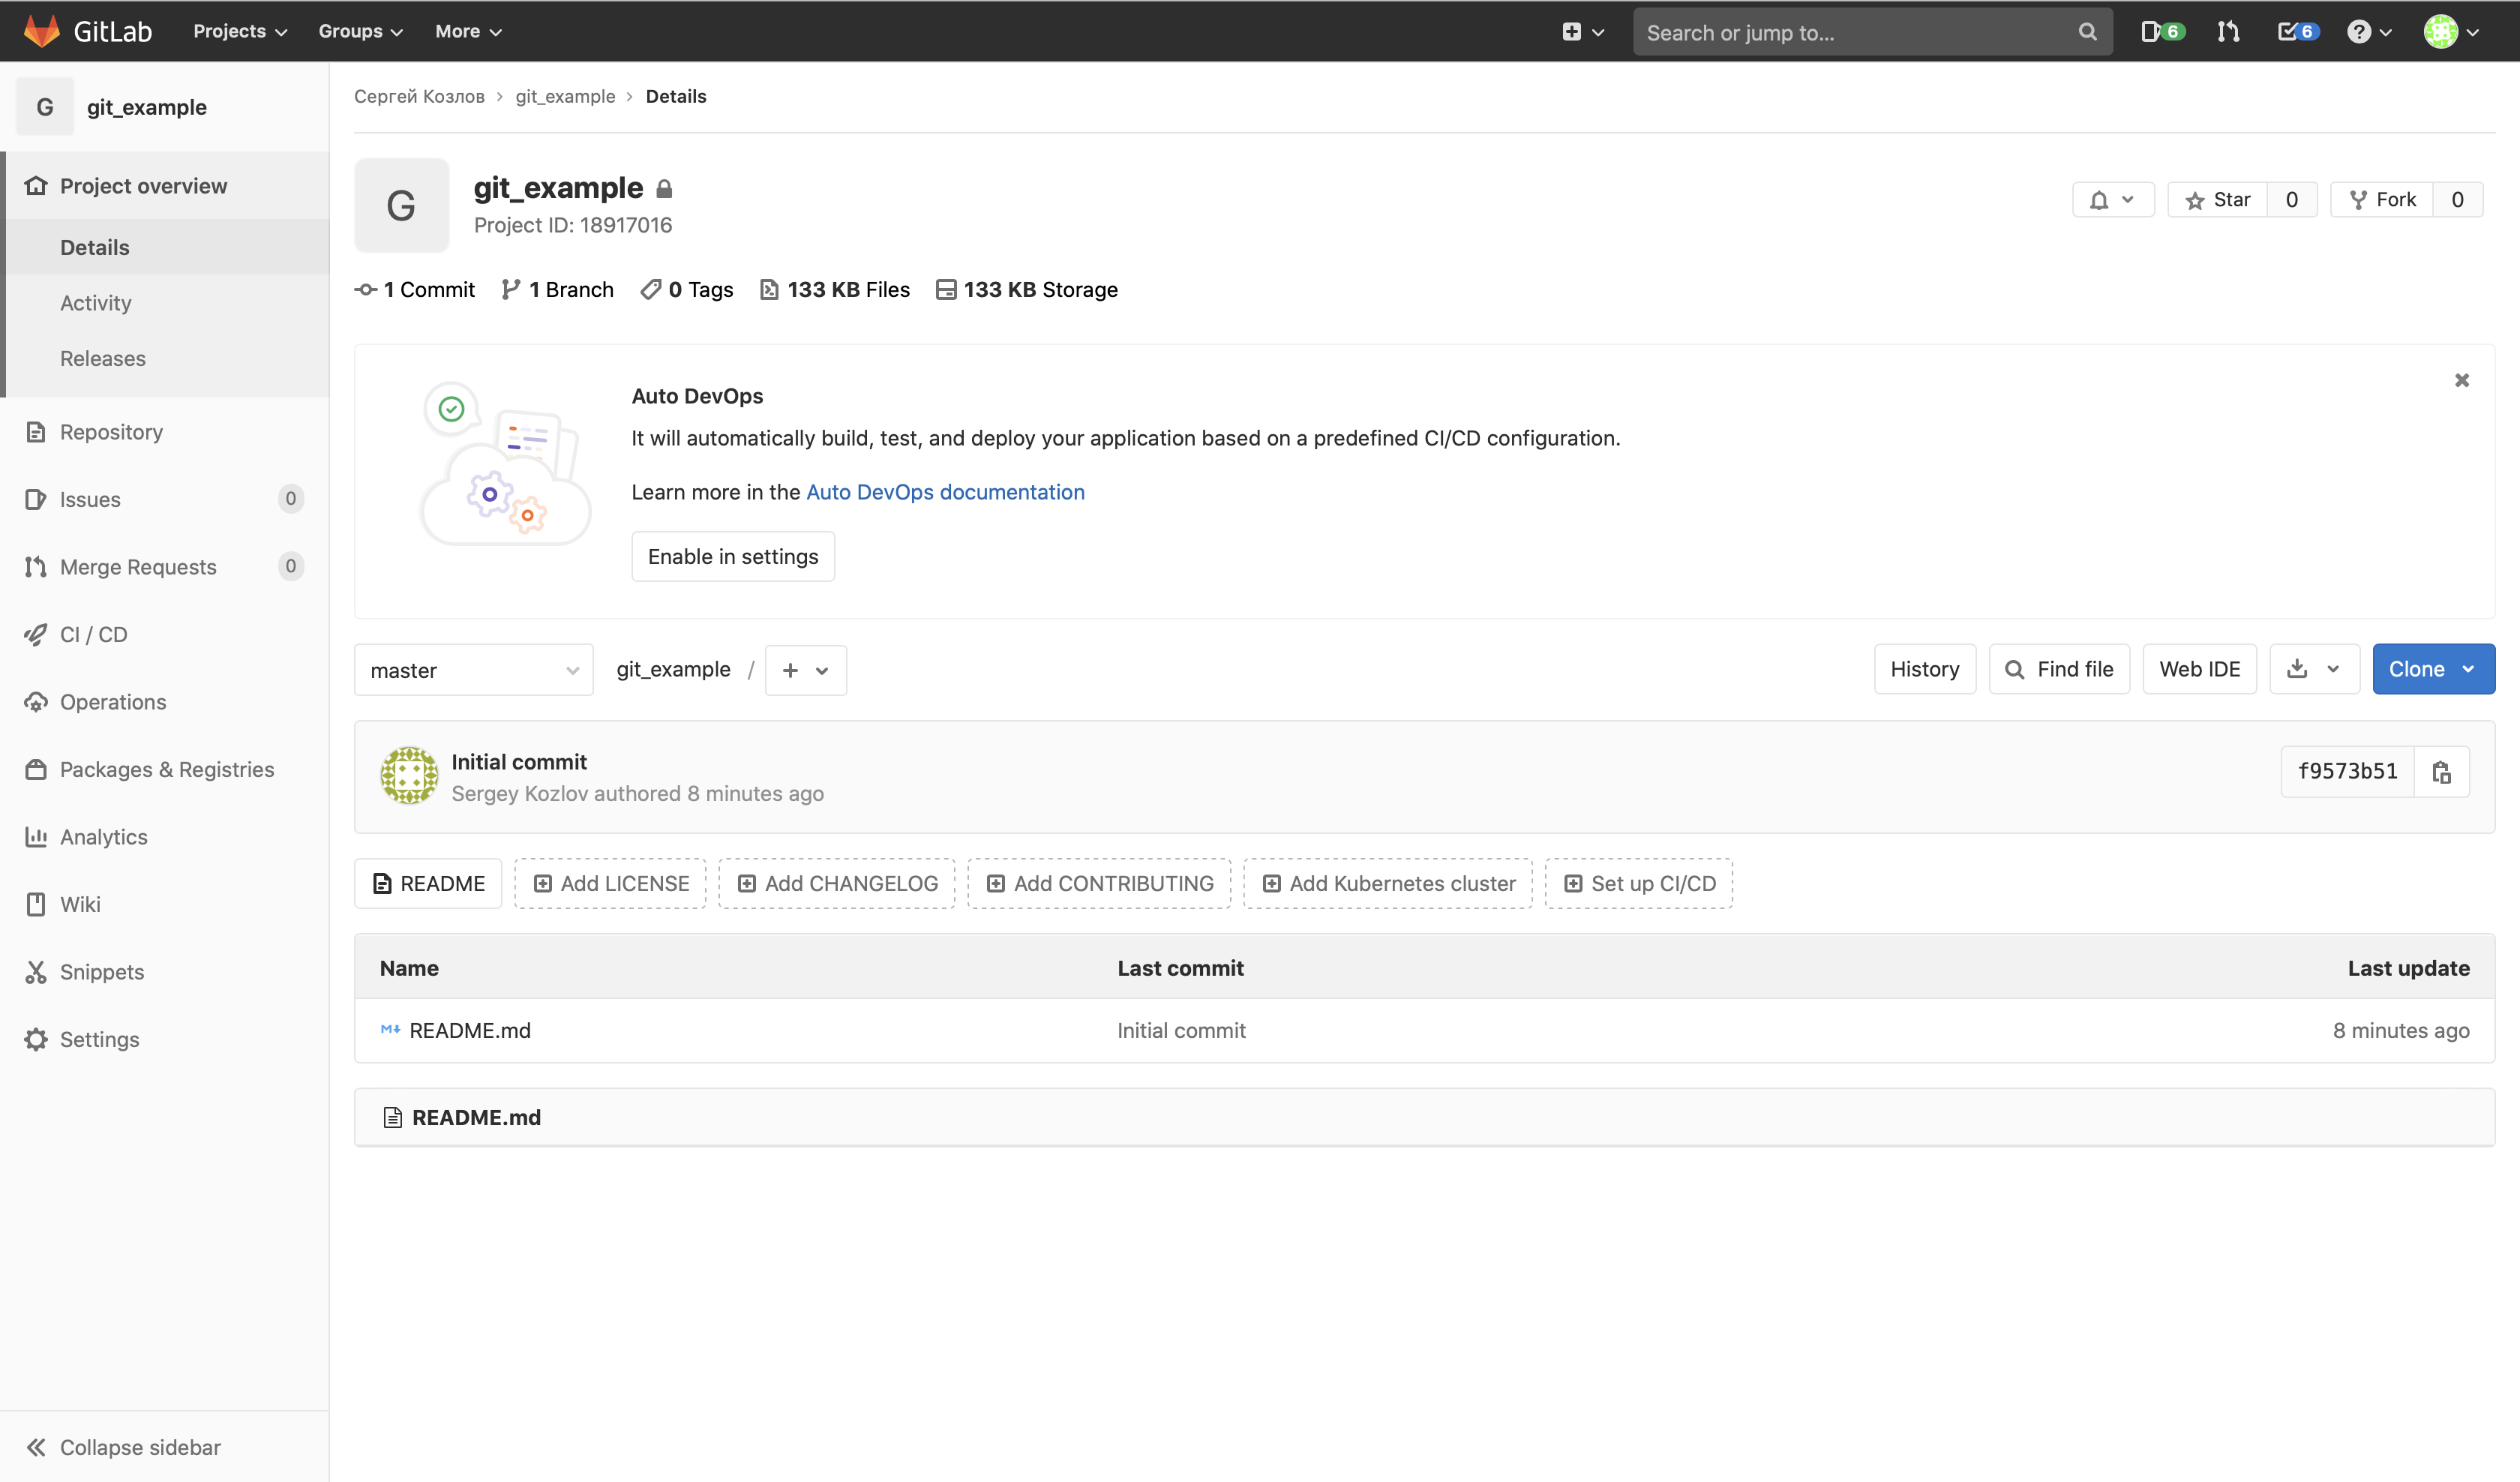 GitLab Projects Groups More Search or jump to... 6 6
G git_example
Project overview
Details
Activity
Releases
Repository
Issues 0
Merge Requests 0
CI / CD
Operations
Packages & Registries
Analytics
Wiki
Snippets
Settings
Collapse sidebar
Сергей Козлов › git_example › Details
G
git_example
Project ID: 18917016
Star 0 Fork 0
1 Commit 1 Branch 0 Tags 133 KB Files 133 KB Storage
Auto DevOps
It will automatically build, test, and deploy your application based on a predefined CI/CD configuration.
Learn more in the Auto DevOps documentation
Enable in settings
master git_example / + History Find file Web IDE Clone
Initial commit
Sergey Kozlov authored 8 minutes ago
f9573b51
README Add LICENSE Add CHANGELOG Add CONTRIBUTING Add Kubernetes cluster Set up CI/CD
Name Last commit Last update
README.md Initial commit 8 minutes ago
README.md